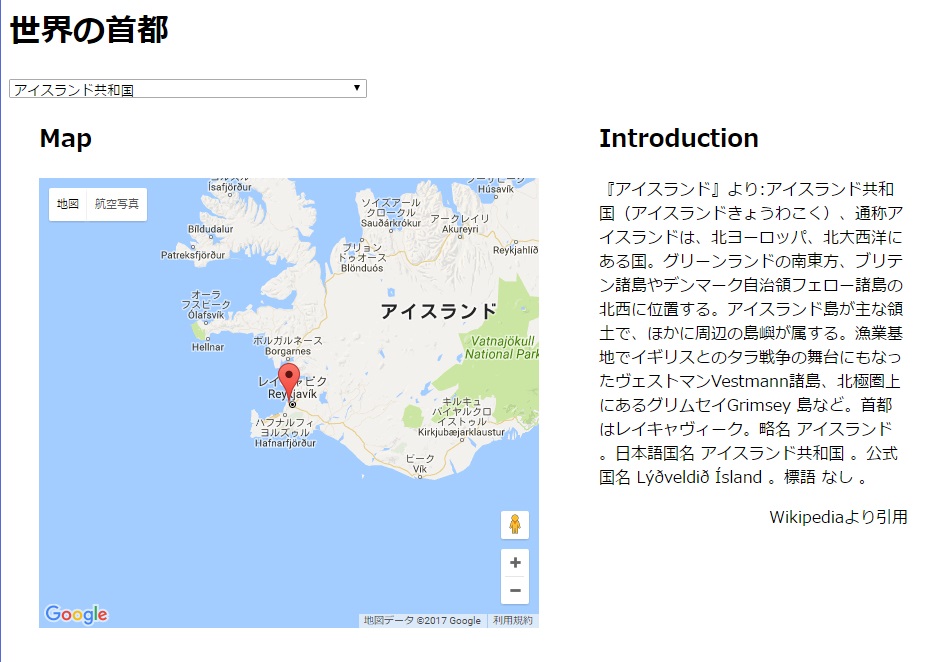 世界の首都
アイスランド共和国
Map
Introduction
地図
航空写真
Ísafjörður
Húsavík
Bíldudalur
Patreksfjörður
ソイズアール
クロークル
Sauðárkrókur
アークレイリ
Akureyri
ブリョン
トゥオース
Blönduós
Reykjahlíð
オーラ
フスビーク
Ólafsvík
Hellnar
アイスランド
ボルガルネース
Borgarnes
Vatnajökull
National Park
レイキャビク
Reykjavík
ハフナルフィ
ヨルズゥル
Hafnarfjörður
キルキュ
バイヤルクロ
イストゥル
Kirkjubæjarklaustur
ビーク
Vík
Google
地図データ ©2017 Google
利用規約
『アイスランド』より:アイスランド共和
国（アイスランドきょうわこく）、通称ア
イスランドは、北ヨーロッパ、北大西洋に
ある国。グリーンランドの南東方、ブリテ
ン諸島やデンマーク自治領フェロー諸島の
北西に位置する。アイスランド島が主な領
土で、ほかに周辺の島嶼が属する。漁業基
地でイギリスとのタラ戦争の舞台にもなっ
たヴェストマンVestmann諸島、北極圏上
にあるグリムセイGrimsey 島など。首都
はレイキャヴィーク。略名 アイスランド
。日本語国名 アイスランド共和国 。公式
国名 Lýðveldið Ísland 。標語 なし 。
Wikipediaより引用